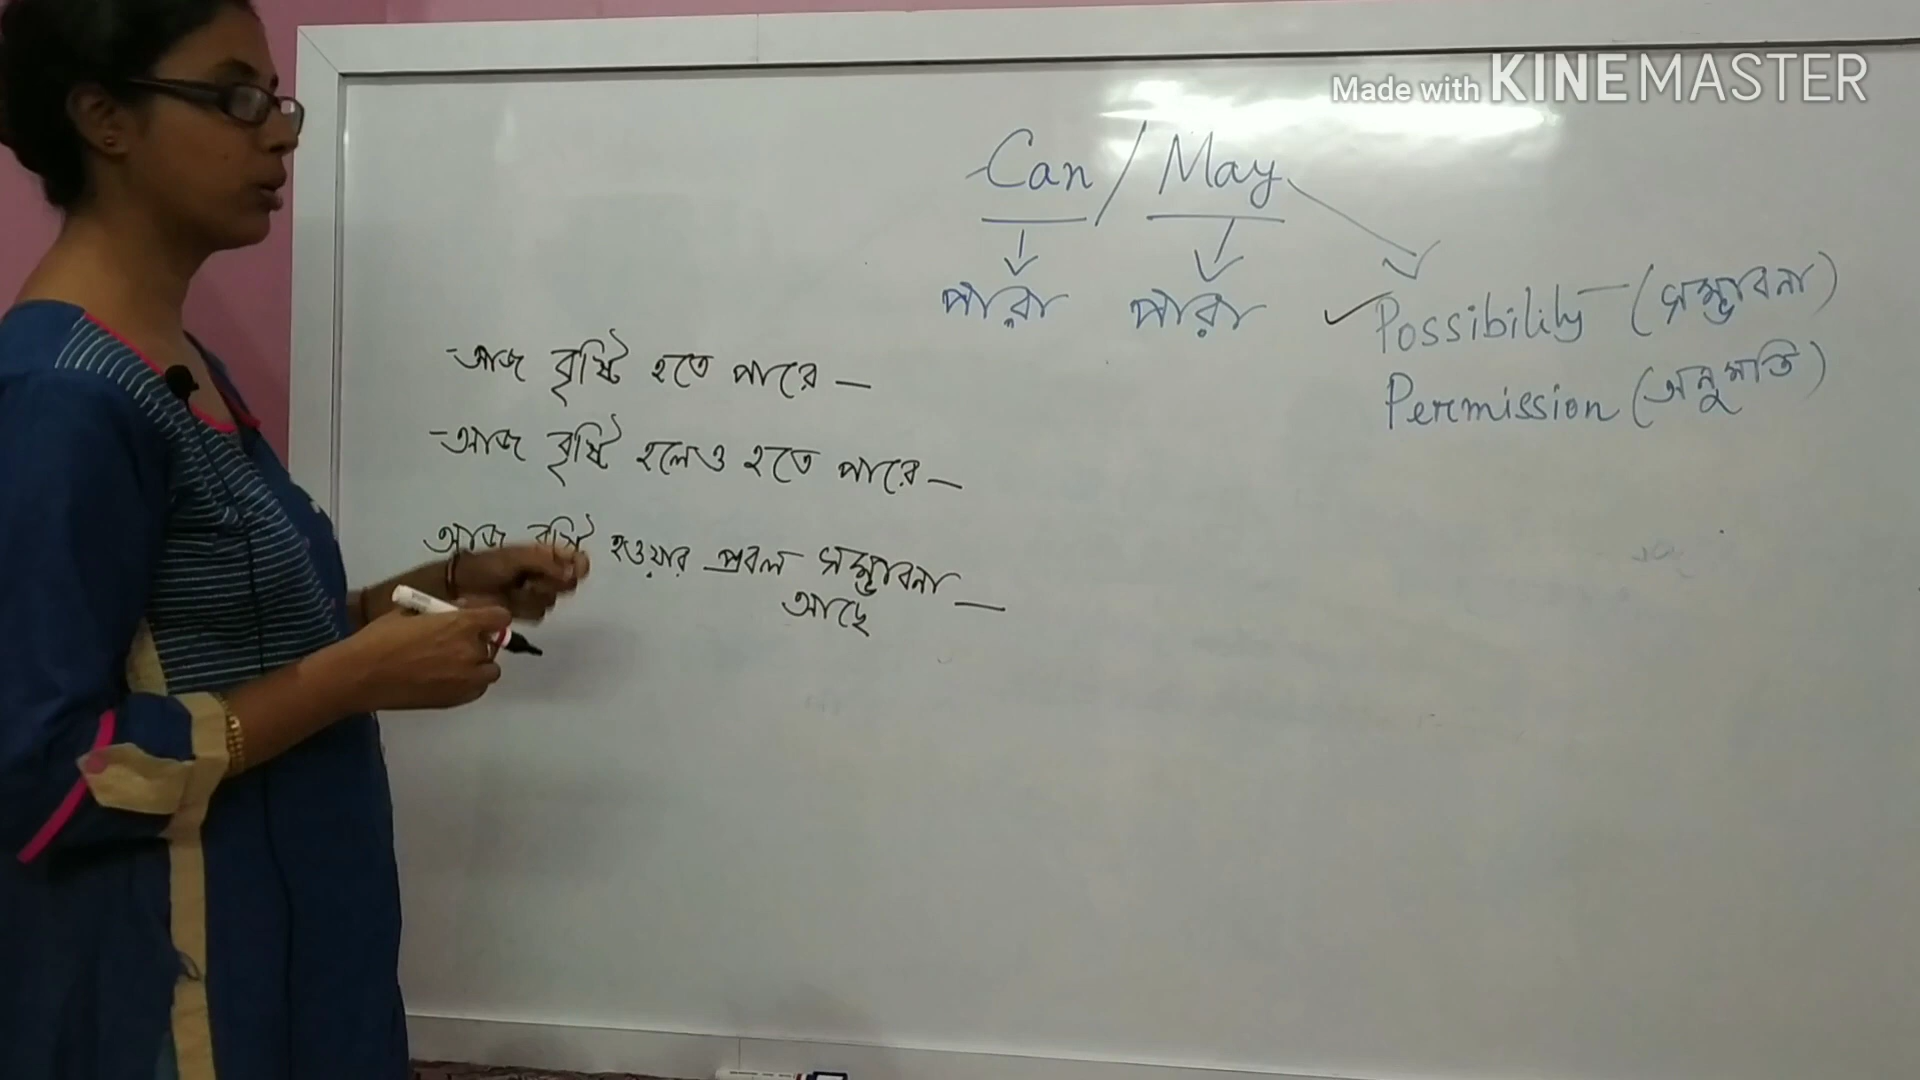 Made with KINEMASTER
Can / May
পারা পারা
✓ Possibility - (সম্ভাবনা)
Permission (অনুমতি)
- আজ বৃষ্টি হতে পারে —
- আজ বৃষ্টি হলেও হতে পারে —
আজ বৃষ্টি হওয়ার প্রবল সম্ভাবনা —
আছে